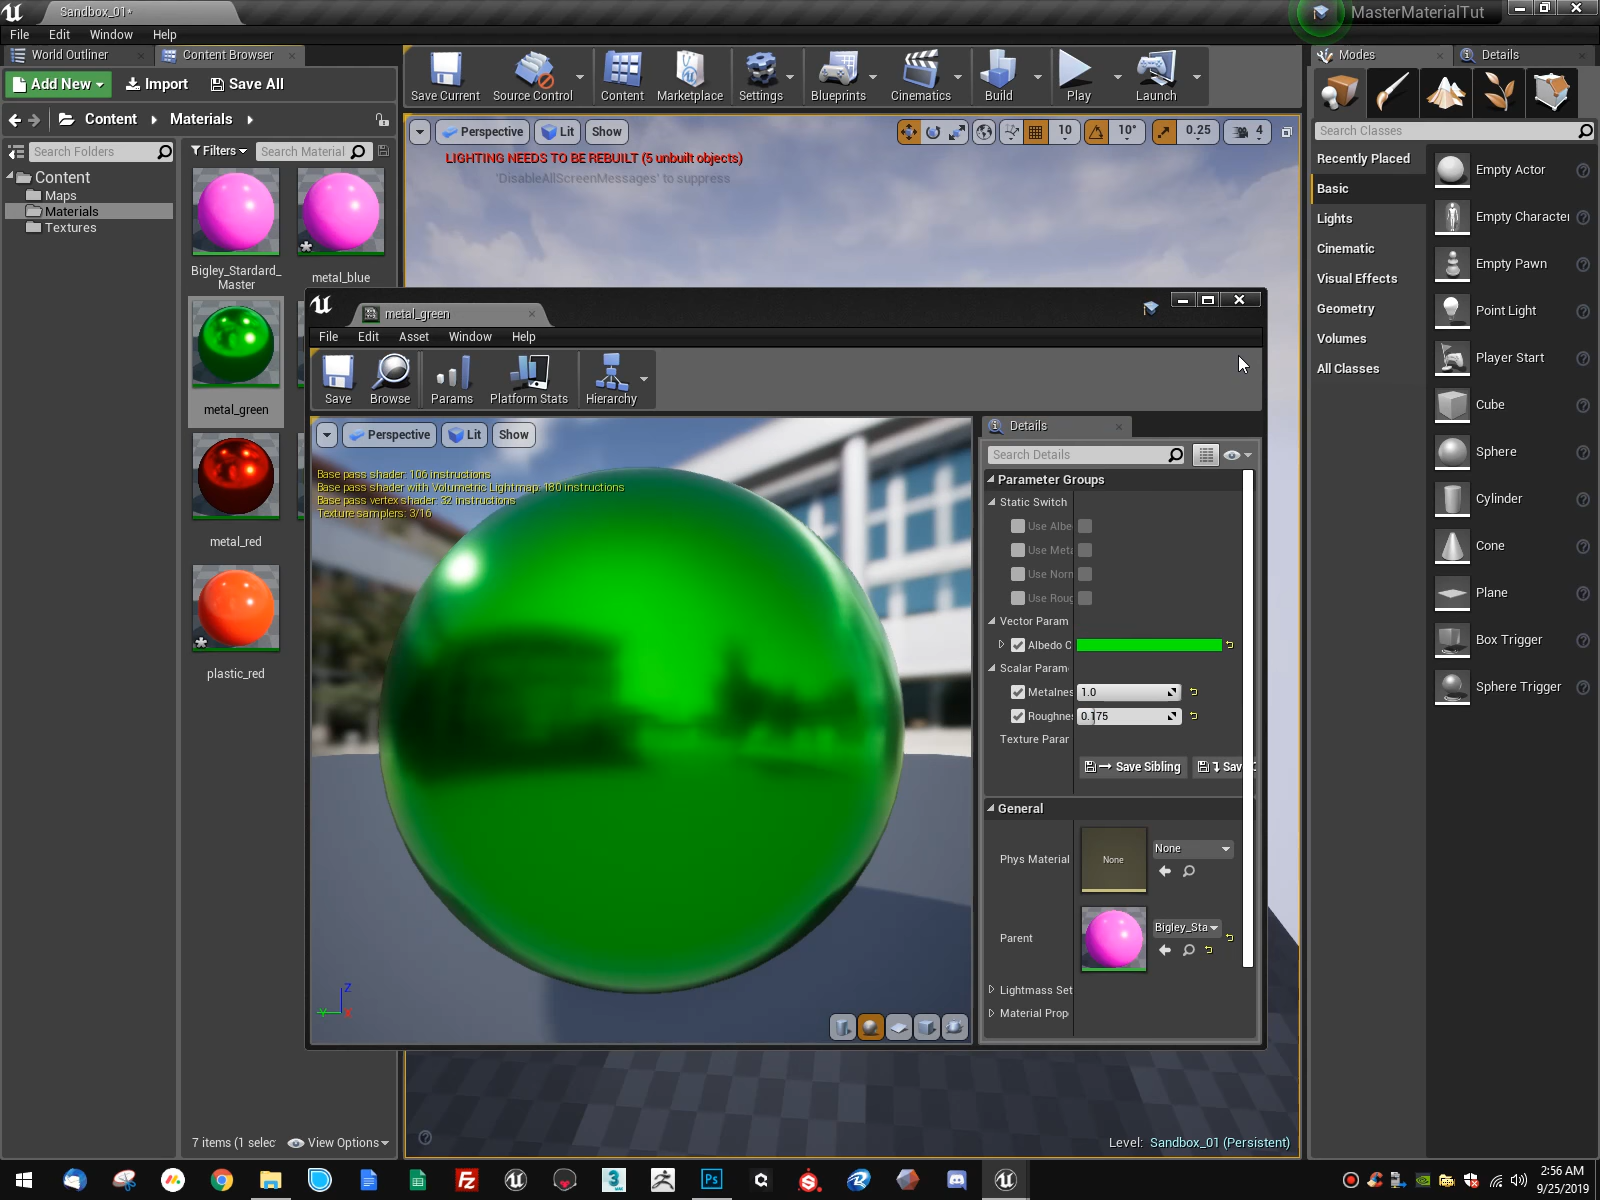 Sandbox_01*
MasterMaterialTut
File Edit Window Help
World Outliner
Content Browser
Modes
Details
Add New
Import
Save All
Save Current
Source Control
Content
Marketplace
Settings
Blueprints
Cinematics
Build
Play
Launch
Content
Materials
Search Folders
Filters
Search Material
Content
Maps
Materials
Textures
Bigley_Stardard_
Master
metal_blue
metal_green
metal_red
plastic_red
7 items (1 selec
View Options
Perspective
Lit
Show
10
10°
0.25
4
LIGHTING NEEDS TO BE REBUILT (5 unbuilt objects)
'DisableAllScreenMessages' to suppress
metal_green
File Edit Asset Window Help
Save
Browse
Params
Platform Stats
Hierarchy
Perspective
Lit
Show
Base pass shader: 106 instructions
Base pass shader with Volumetric Lightmap: 180 instructions
Base pass vertex shader: 32 instructions
Texture samplers: 3/16
Z
Y
X
Details
Search Details
Parameter Groups
Static Switch
Use Albe
Use Meta
Use Norn
Use Roug
Vector Param
Albedo C
Scalar Param
Metalnes 1.0
Roughne 0.175
Texture Parar
Save Sibling
Sav
General
Phys Material
None
None
Parent
Bigley_Sta
Lightmass Set
Material Prop
Level: Sandbox_01 (Persistent)
Search Classes
Recently Placed
Basic
Lights
Cinematic
Visual Effects
Geometry
Volumes
All Classes
Empty Actor
Empty Character
Empty Pawn
Point Light
Player Start
Cube
Sphere
Cylinder
Cone
Plane
Box Trigger
Sphere Trigger
Fz
3
Ps
2:56 AM
9/25/2019